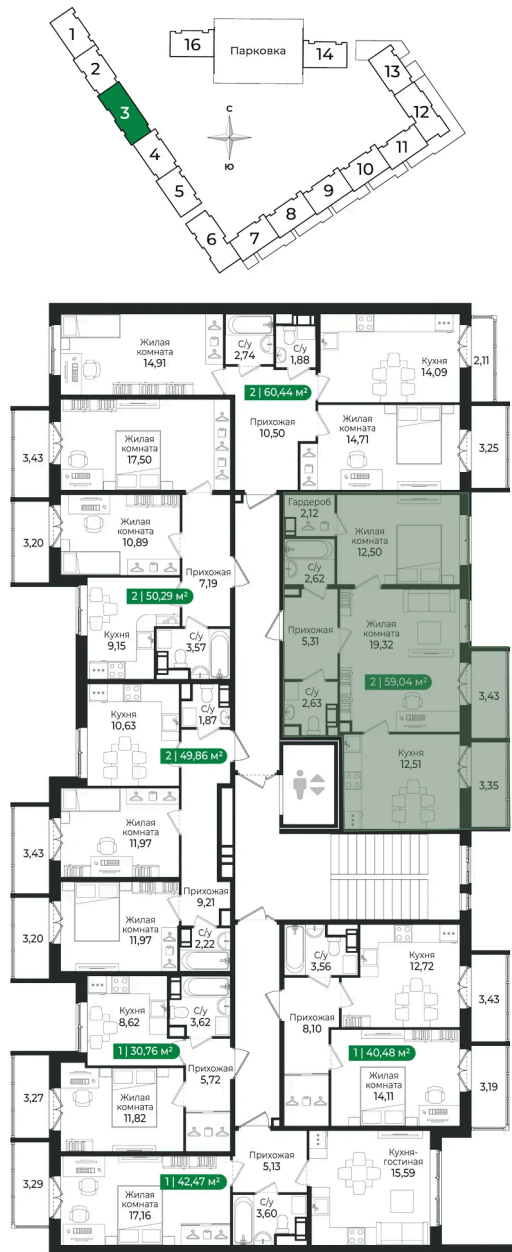 1
16
Парковка
14
2
13
3
12
С
4
11
10
5
9
Ю
8
6
7
Жилая
комната
14,91
С/у
2,74
С/у
1,88
Кухня
14,09
2,11
2 | 60,44 м²
3,43
Жилая
комната
17,50
Прихожая
10,50
Жилая
комната
14,71
3,25
3,20
Жилая
комната
10,89
Гардероб
2,12
Жилая
комната
12,50
Прихожая
7,19
С/у
2,62
2 | 50,29 м²
Кухня
9,15
С/у
3,57
Прихожая
5,31
Жилая
комната
19,32
2 | 59,04 м²
Кухня
10,63
С/у
1,87
С/у
2,63
3,43
2 | 49,86 м²
Кухня
12,51
3,35
3,43
Жилая
комната
11,97
Прихожая
9,21
3,20
Жилая
комната
11,97
С/у
2,22
С/у
3,56
Кухня
12,72
3,43
Кухня
8,62
С/у
3,62
Прихожая
8,10
1 | 30,76 м²
1 | 40,48 м²
5,72
3,27
Жилая
комната
11,82
Жилая
комната
14,11
3,19
Прихожая
5,13
Кухня-
гостиная
15,59
1 | 42,47 м²
3,29
Жилая
комната
17,16
С/у
3,60